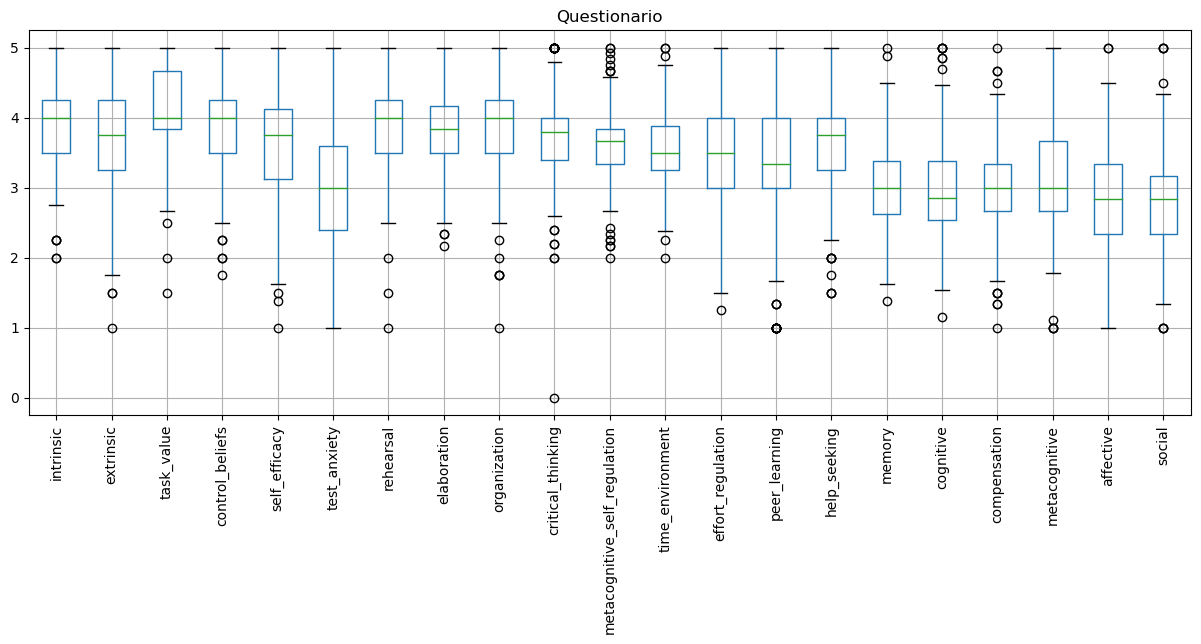 Questionario
5
4
3
2
1
0
intrinsic
extrinsic
task_value
control_beliefs
self_efficacy
test_anxiety
rehearsal
elaboration
organization
critical_thinking
metacognitive_self_regulation
time_environment
effort_regulation
peer_learning
help_seeking
memory
cognitive
compensation
metacognitive
affective
social